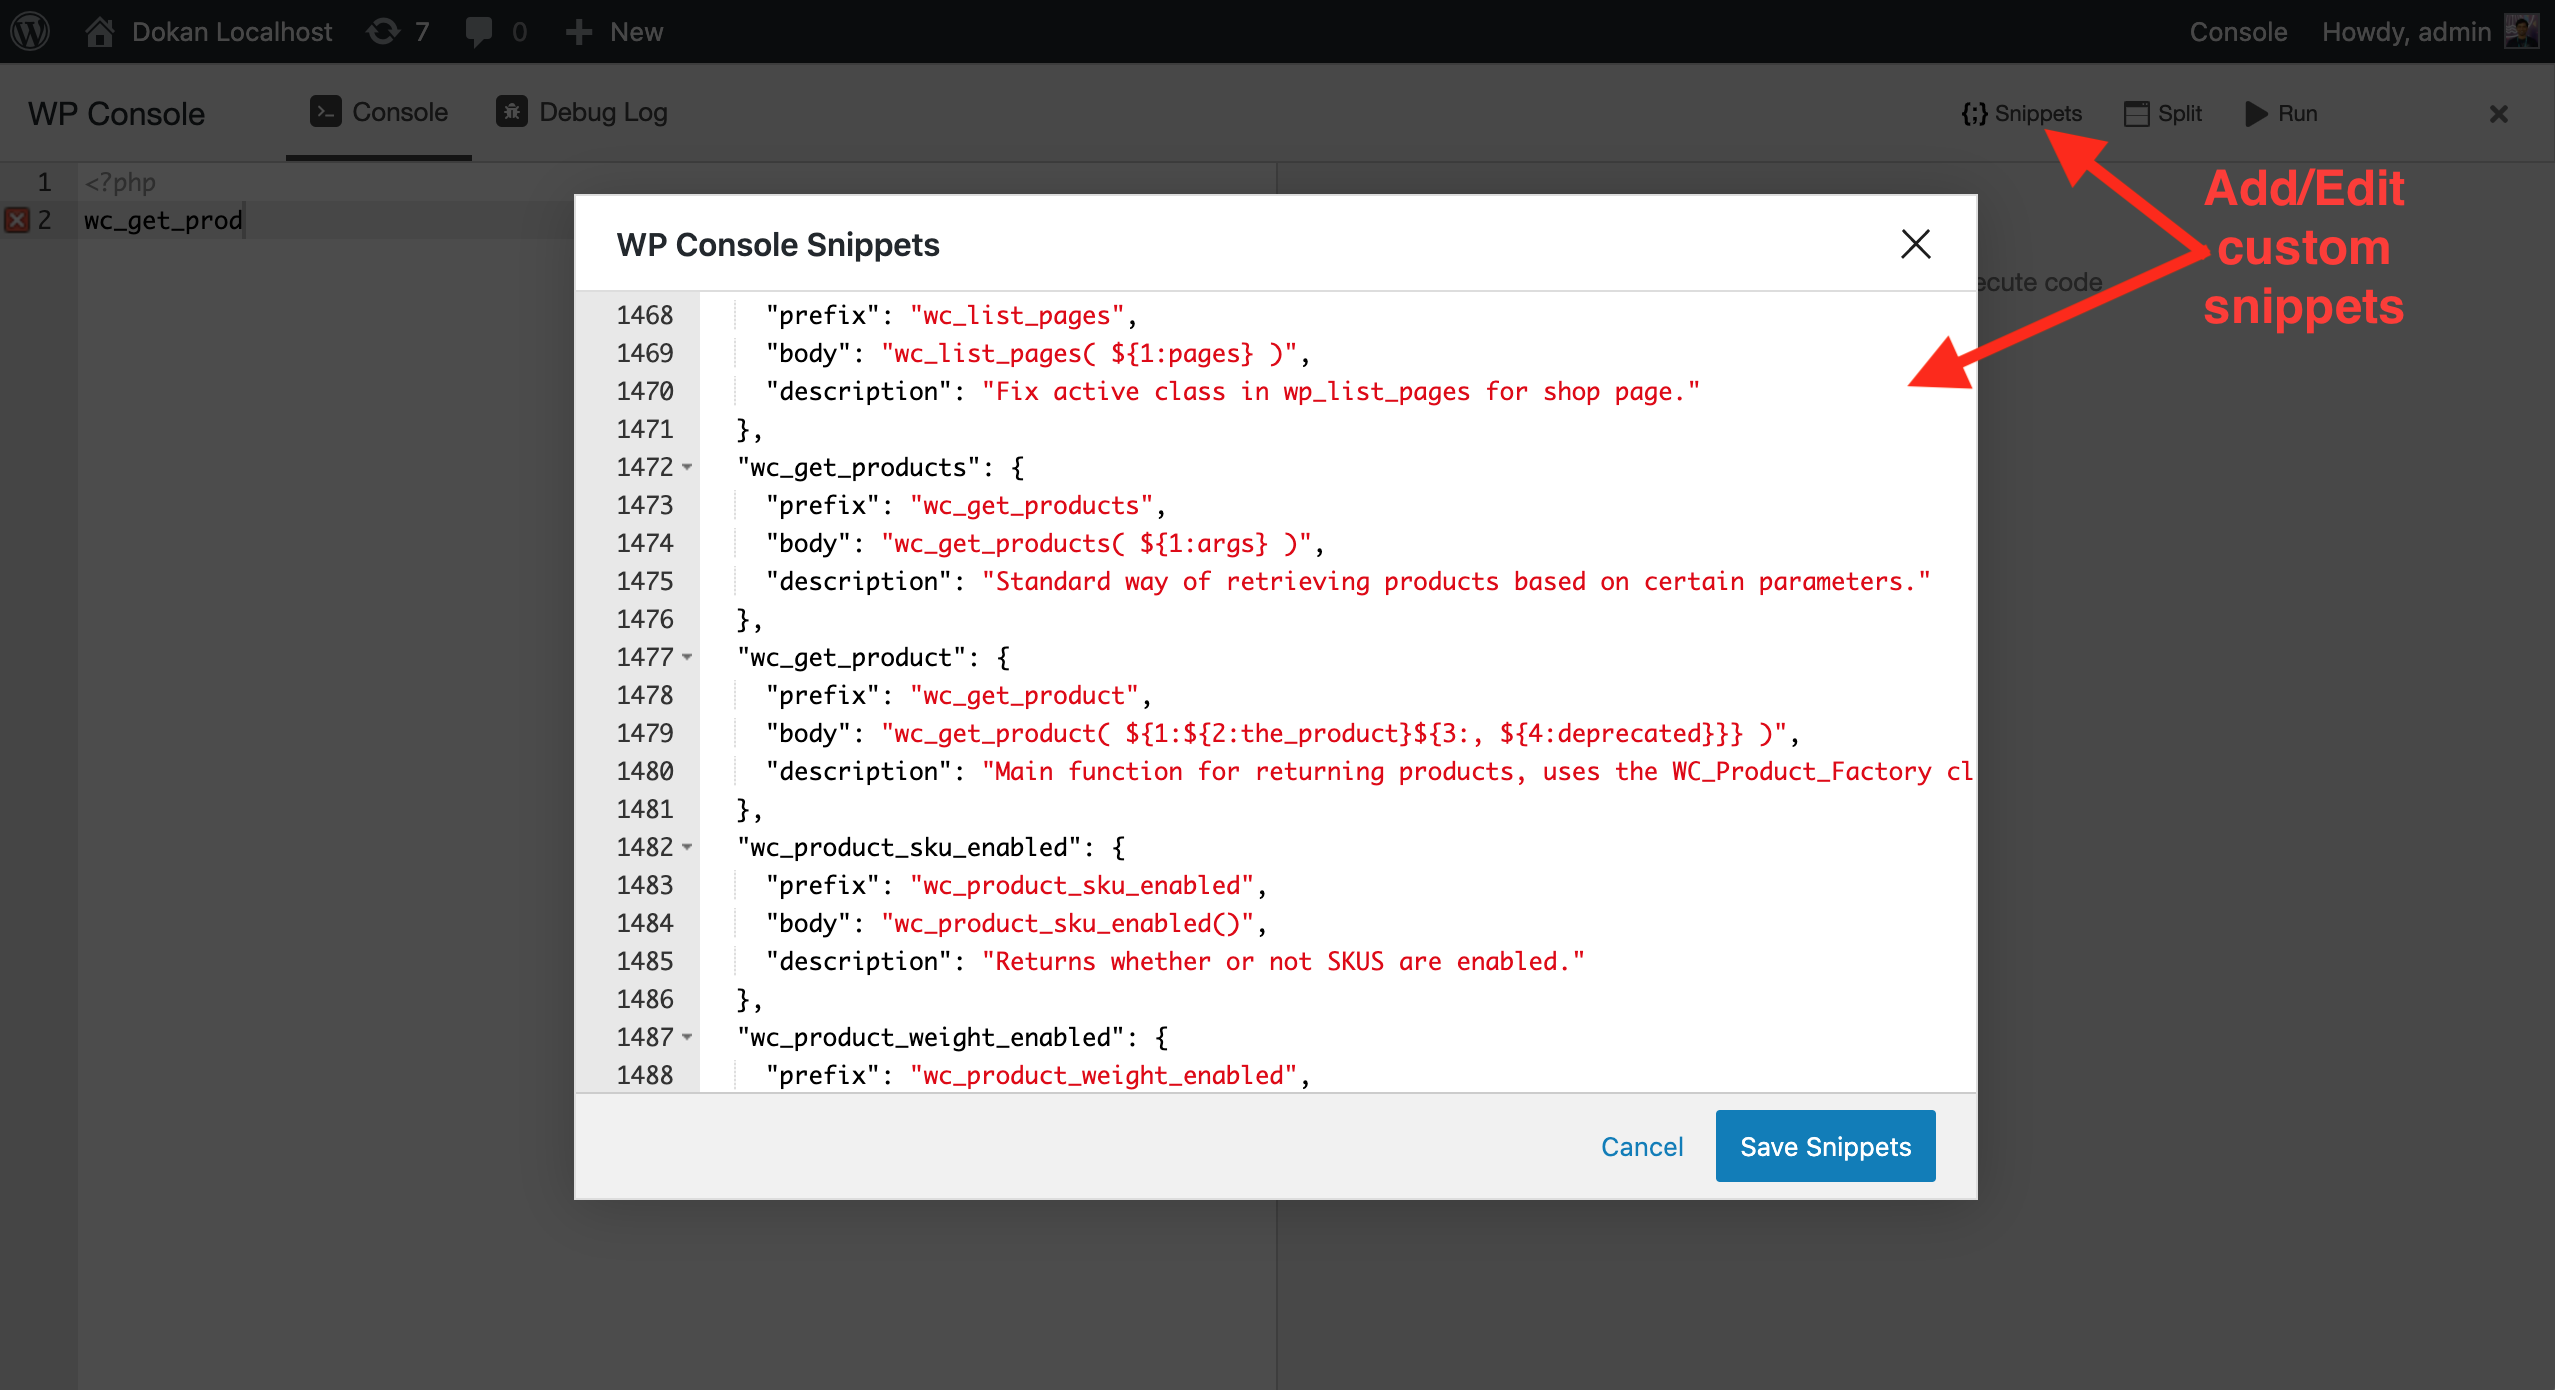 Dokan Localhost 7 0 New Console Howdy, admin
WP Console Console Debug Log {;} Snippets Split Run
1 <?php
2 wc_get_prod
Add/Edit
custom
snippets
ecute code
WP Console Snippets
1468 "prefix": "wc_list_pages",
1469 "body": "wc_list_pages( ${1:pages} )",
1470 "description": "Fix active class in wp_list_pages for shop page."
1471 },
1472 "wc_get_products": {
1473 "prefix": "wc_get_products",
1474 "body": "wc_get_products( ${1:args} )",
1475 "description": "Standard way of retrieving products based on certain parameters."
1476 },
1477 "wc_get_product": {
1478 "prefix": "wc_get_product",
1479 "body": "wc_get_product( ${1:${2:the_product}${3:, ${4:deprecated}}} )",
1480 "description": "Main function for returning products, uses the WC_Product_Factory cl
1481 },
1482 "wc_product_sku_enabled": {
1483 "prefix": "wc_product_sku_enabled",
1484 "body": "wc_product_sku_enabled()",
1485 "description": "Returns whether or not SKUS are enabled."
1486 },
1487 "wc_product_weight_enabled": {
1488 "prefix": "wc_product_weight_enabled",
Cancel Save Snippets